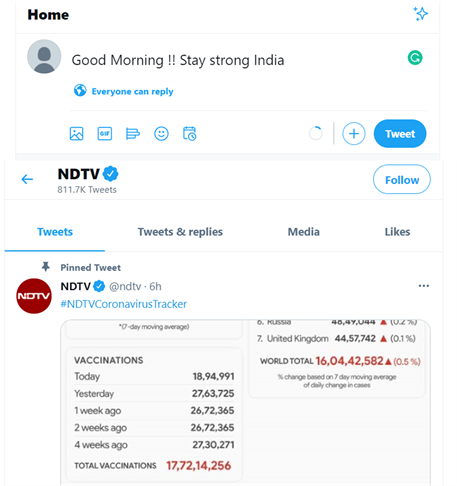 Home
Good Morning !! Stay strong India
Everyone can reply
GIF
Tweet
NDTV
811.7K Tweets
Follow
Tweets
Tweets & replies
Media
Likes
Pinned Tweet
NDTV @ndtv · 6h
NDTV
#NDTVCoronavirusTracker
*(7-day moving average)
VACCINATIONS
Today 18,94,991
Yesterday 27,63,725
1 week ago 26,72,365
2 weeks ago 26,72,365
4 weeks ago 27,30,271
TOTAL VACCINATIONS 17,72,14,256
6. Russia 48,49,044 ▲ (0.2 %)
7. United Kingdom 44,57,742 ▲ (0.1 %)
WORLD TOTAL 16,04,42,582 ▲ (0.5 %)
% change based on 7 day moving average
of daily change in cases